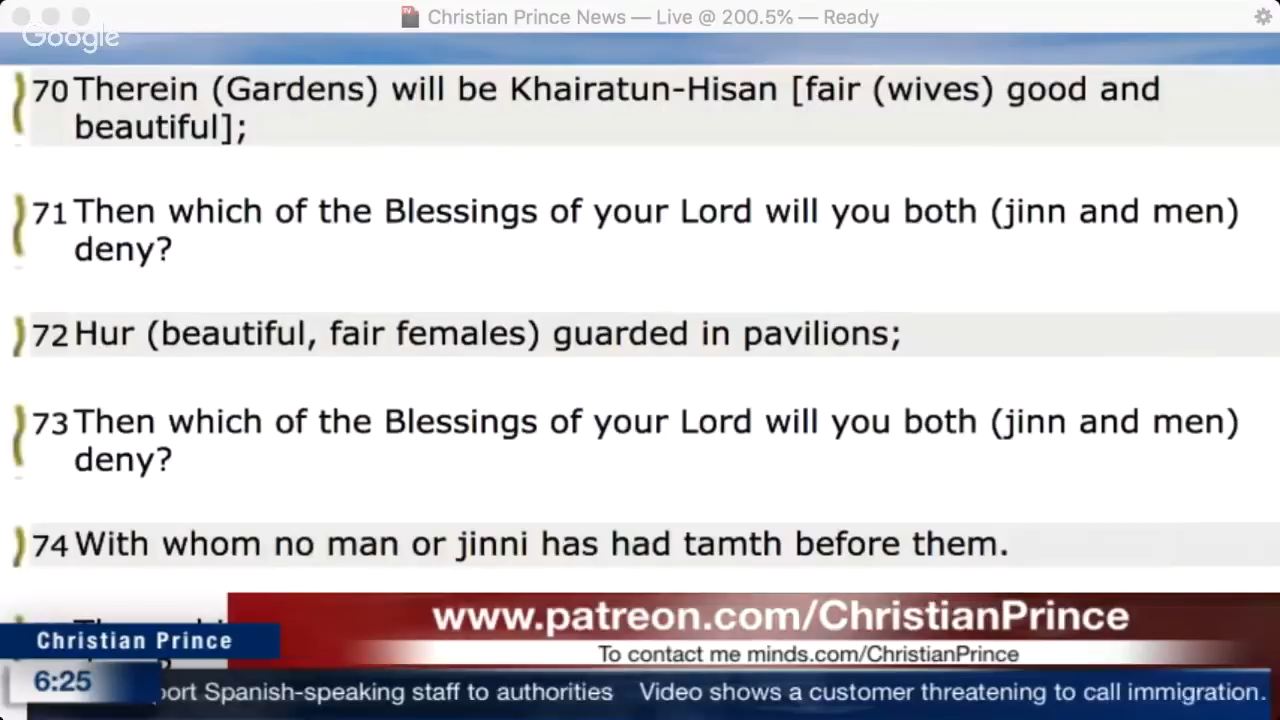 Christian Prince News — Live @ 200.5% — Ready
Google
70 Therein (Gardens) will be Khairatun-Hisan [fair (wives) good and
beautiful];
71 Then which of the Blessings of your Lord will you both (jinn and men)
deny?
72 Hur (beautiful, fair females) guarded in pavilions;
73 Then which of the Blessings of your Lord will you both (jinn and men)
deny?
74 With whom no man or jinni has had tamth before them.
www.patreon.com/ChristianPrince
Christian Prince
To contact me minds.com/ChristianPrince
6:25
Spanish-speaking staff to authorities Video shows a customer threatening to call immigration.